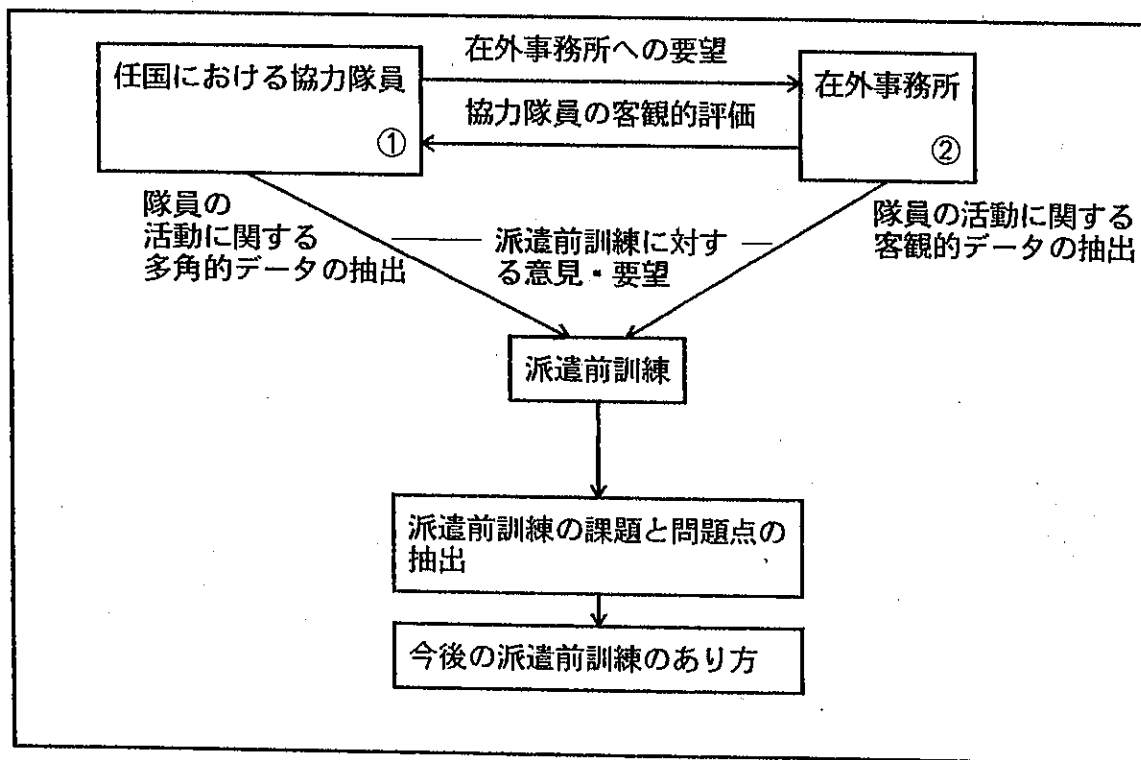 在外事務所への要望
任国における協力隊員
①
在外事務所
②
協力隊員の客観的評価
隊員の
活動に関する
多角的データの抽出
派遣前訓練に対す
る意見・要望
隊員の活動に関する
客観的データの抽出
派遣前訓練
派遣前訓練の課題と問題点の
抽出
今後の派遣前訓練のあり方